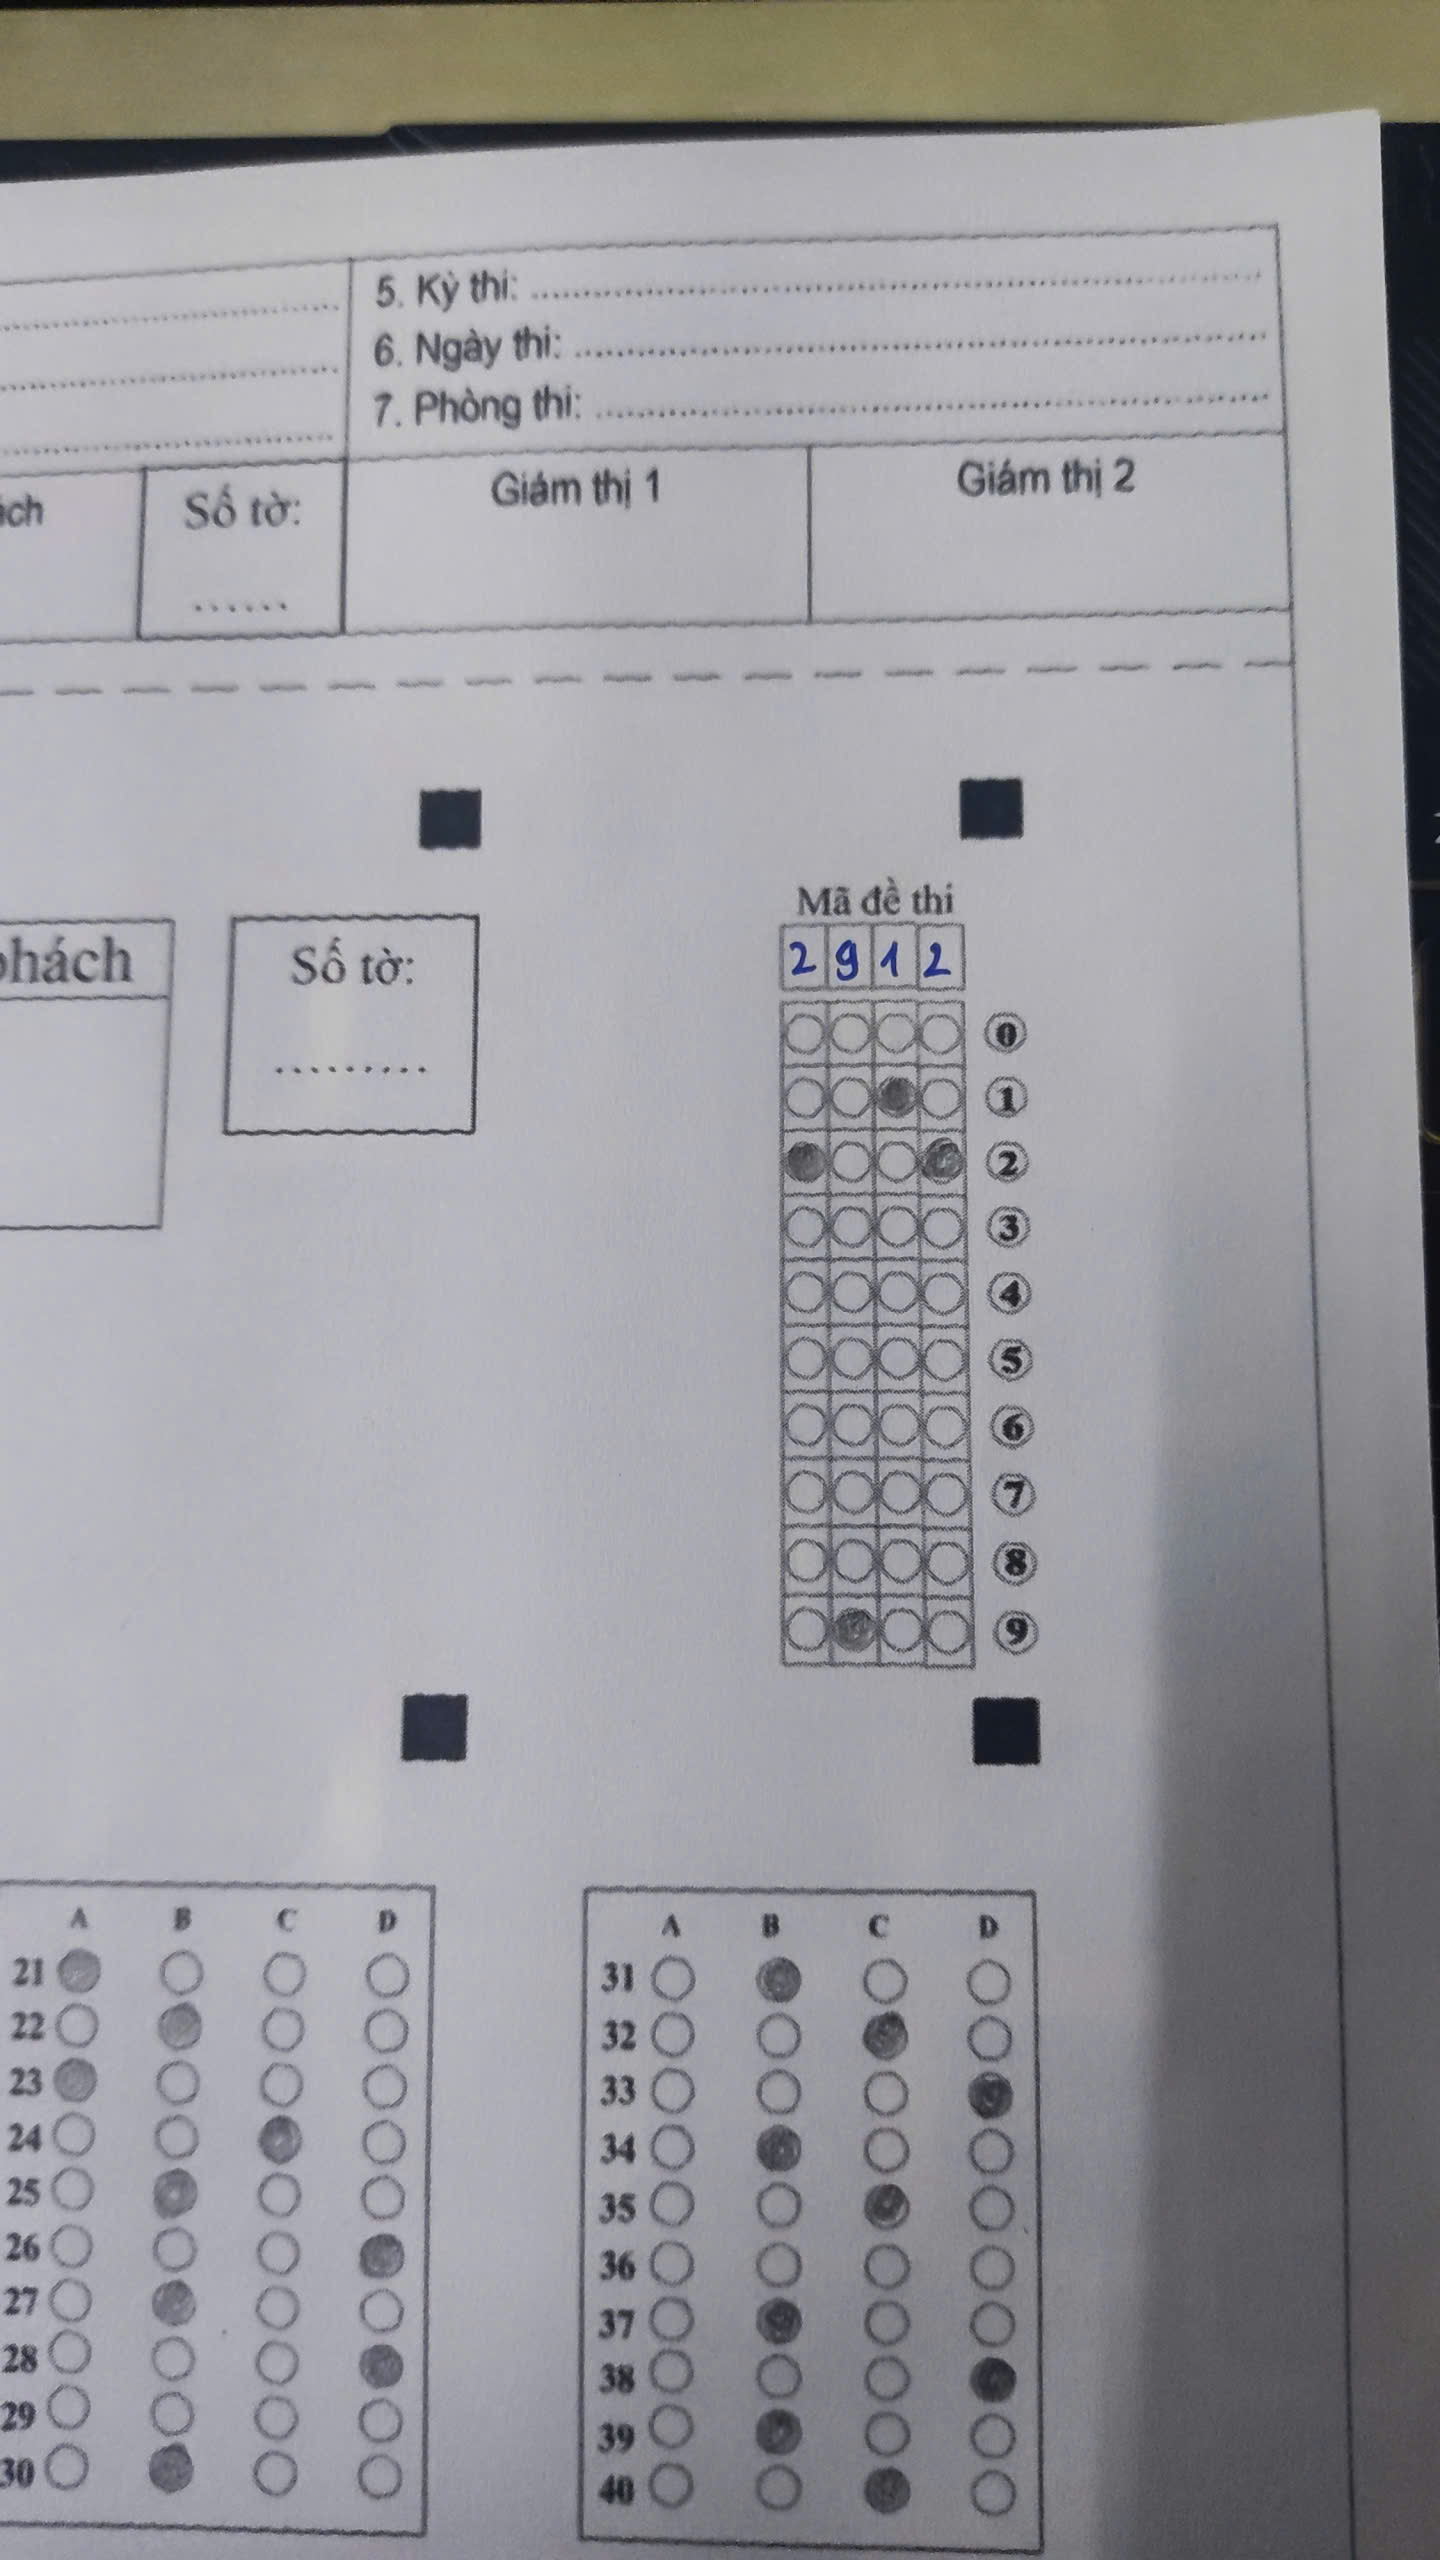 5. Kỳ thi: ........................................
6. Ngày thi: ........................................
7. Phòng thi: ........................................
Số tờ:
......
Giám thị 1
Giám thị 2
phách
Số tờ:
.........
Mã đề thi
2 9 1 2
0
1
2
3
4
5
6
7
8
9
A B C D
21
22
23
24
25
26
27
28
29
30
A B C D
31
32
33
34
35
36
37
38
39
40